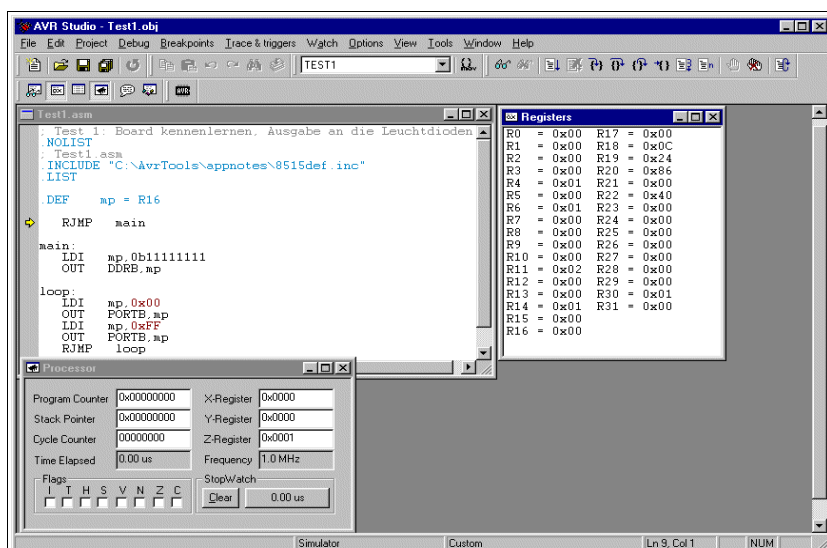 AVR Studio - Test1.obj
File Edit Project Debug Breakpoints Trace & triggers Watch Options View Tools Window Help
TEST1
Test1.asm
; Test 1: Board kennenlernen, Ausgabe an die Leuchtdioden
.NOLIST
; Test1.asm
.INCLUDE "C:\AvrTools\appnotes\8515def.inc"
.LIST
.DEF mp = R16
RJMP main
main:
LDI mp,0b11111111
OUT DDRB,mp
loop:
LDI mp,0x00
OUT PORTB,mp
LDI mp,0xFF
OUT PORTB,mp
RJMP loop
Registers
R0 = 0x00 R17 = 0x00
R1 = 0x00 R18 = 0x0C
R2 = 0x00 R19 = 0x24
R3 = 0x00 R20 = 0x86
R4 = 0x01 R21 = 0x00
R5 = 0x00 R22 = 0x40
R6 = 0x01 R23 = 0x00
R7 = 0x00 R24 = 0x00
R8 = 0x00 R25 = 0x00
R9 = 0x00 R26 = 0x00
R10 = 0x00 R27 = 0x00
R11 = 0x02 R28 = 0x00
R12 = 0x00 R29 = 0x00
R13 = 0x00 R30 = 0x01
R14 = 0x01 R31 = 0x00
R15 = 0x00
R16 = 0x00
Processor
Program Counter 0x00000000 X-Register 0x0000
Stack Pointer 0x00000000 Y-Register 0x0000
Cycle Counter 00000000 Z-Register 0x0001
Time Elapsed 0.00 us Frequency 1.0 MHz
Flags StopWatch
I T H S V N Z C
Clear 0.00 us
Simulator Custom Ln 9, Col 1 NUM